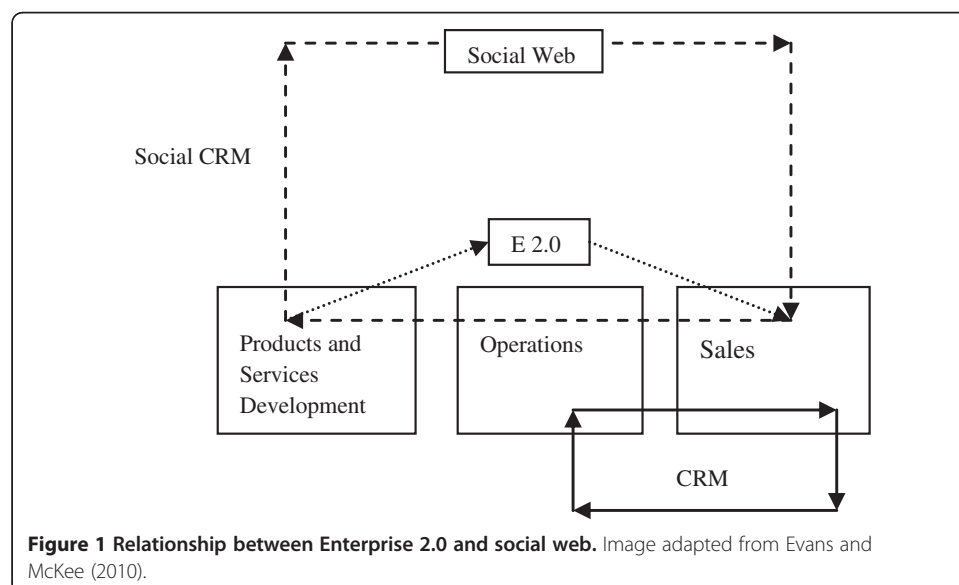 Social Web
Social CRM
E 2.0
Products and
Services
Development
Operations
Sales
CRM
Figure 1 Relationship between Enterprise 2.0 and social web. Image adapted from Evans and
McKee (2010).